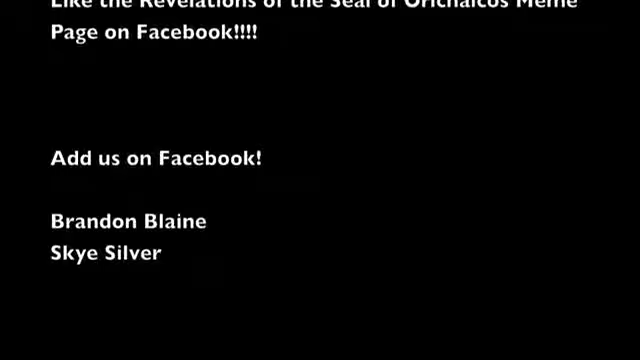 Like the Revelations of the Seal of Orichalcos Meme
Page on Facebook!!!!
Add us on Facebook!
Brandon Blaine
Skye Silver